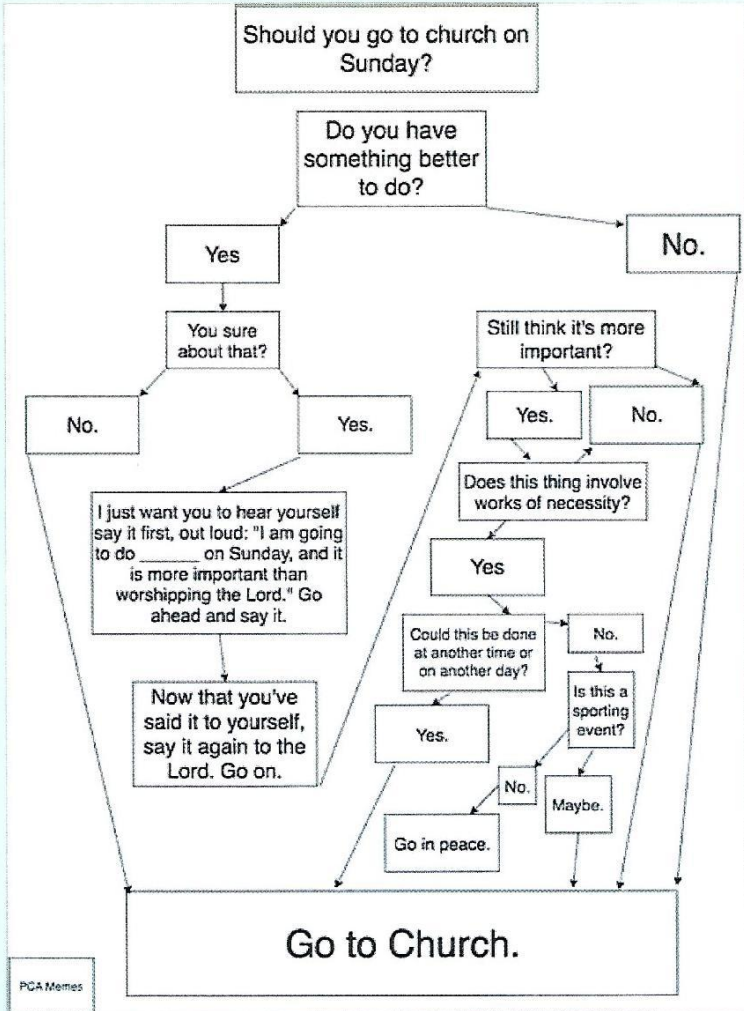 Should you go to church on
Sunday?
Do you have
something better
to do?
Yes
No.
You sure
about that?
Still think it's more
important?
No.
Yes.
Yes.
No.
I just want you to hear yourself
say it first, out loud: "I am going
to do ______ on Sunday, and it
is more important than
worshipping the Lord." Go
ahead and say it.
Does this thing involve
works of necessity?
Yes
Could this be done
at another time or
on another day?
No.
Now that you've
said it to yourself,
say it again to the
Lord. Go on.
Is this a
sporting
event?
Yes.
No.
Maybe.
Go in peace.
Go to Church.
PCA Memes